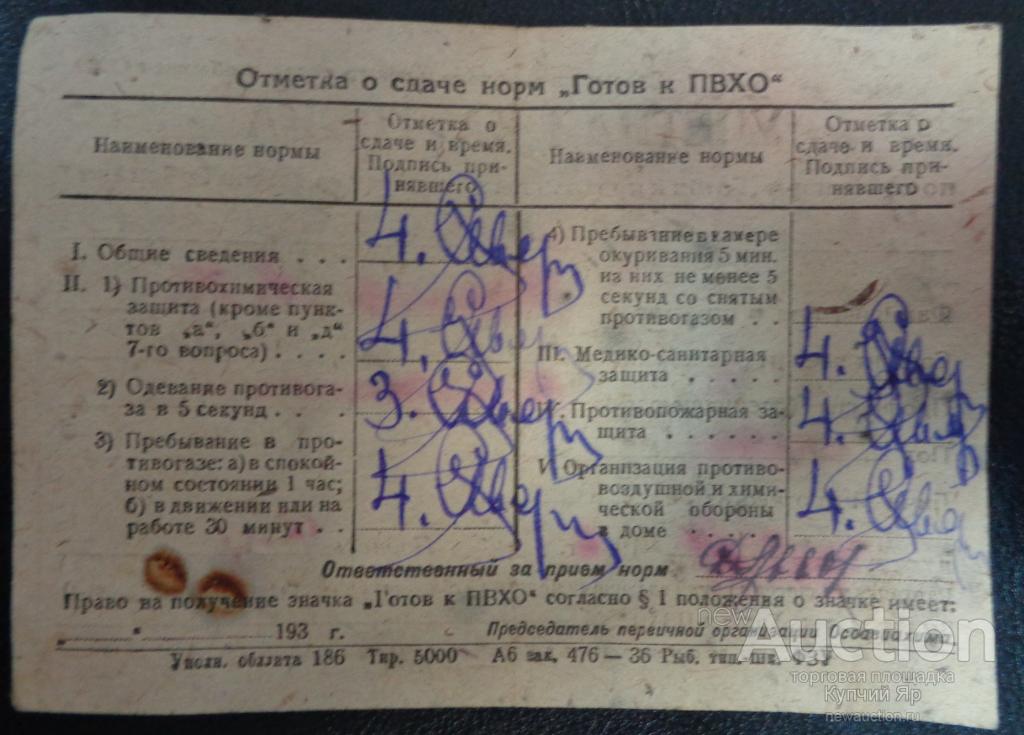 Отметка о сдаче норм „Готов к ПВХО“
Наименование нормы
Отметка о
сдаче и время.
Подпись при-
нявшего
Наименование нормы
Отметка о
сдаче и время.
Подпись при-
нявшего
I. Общие сведения . . .
4.
II. 1) Противохимическая
защита (кроме пунк-
тов „а“, „б“ и „д“
7-го вопроса) . . . .
4.
2) Одевание противога-
за в 5 секунд . . .
3.
3) Пребывание в про-
тивогазе: а) в спокой-
ном состоянии 1 час;
б) в движении или на
работе 30 минут . .
4.
4) Пребывание в камере
окуривания 5 мин.
из них не менее 5
секунд со снятым
противогазом . .
III. Медико-санитарная
защита . . . . .
4.
IV. Противопожарная за-
щита . . . . . .
4.
V. Организация противо-
воздушной и хими-
ческой обороны
в доме . . . .
4.
Ответственный за прием норм
Право на получение значка „Готов к ПВХО“ согласно § 1 положения о значке имеет:
„ “ 193 г. Председатель первичной организации Осоавиахима
Уполн. облита 186 Тир. 5000 А6 зак. 476 — 36 Рыб. тип.-шк. ФЗУ
newAuction
торговая площадка
Купчий Яр
newauction.ru